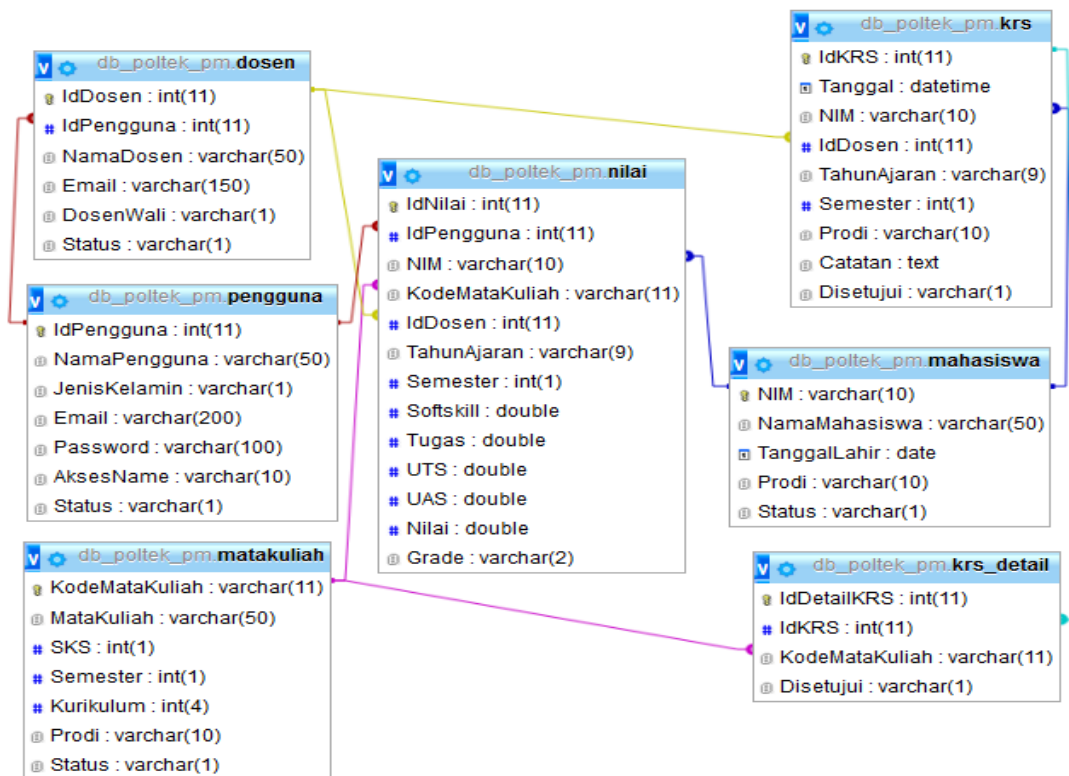 db_poltek_pm.dosen
IdDosen : int(11)
IdPengguna : int(11)
NamaDosen : varchar(50)
Email : varchar(150)
DosenWali : varchar(1)
Status : varchar(1)
db_poltek_pm.pengguna
IdPengguna : int(11)
NamaPengguna : varchar(50)
JenisKelamin : varchar(1)
Email : varchar(200)
Password : varchar(100)
AksesName : varchar(10)
Status : varchar(1)
db_poltek_pm.matakuliah
KodeMataKuliah : varchar(11)
MataKuliah : varchar(50)
SKS : int(1)
Semester : int(1)
Kurikulum : int(4)
Prodi : varchar(10)
Status : varchar(1)
db_poltek_pm.nilai
IdNilai : int(11)
IdPengguna : int(11)
NIM : varchar(10)
KodeMataKuliah : varchar(11)
IdDosen : int(11)
TahunAjaran : varchar(9)
Semester : int(1)
Softskill : double
Tugas : double
UTS : double
UAS : double
Nilai : double
Grade : varchar(2)
db_poltek_pm.krs
IdKRS : int(11)
Tanggal : datetime
NIM : varchar(10)
IdDosen : int(11)
TahunAjaran : varchar(9)
Semester : int(1)
Prodi : varchar(10)
Catatan : text
Disetujui : varchar(1)
db_poltek_pm.mahasiswa
NIM : varchar(10)
NamaMahasiswa : varchar(50)
TanggalLahir : date
Prodi : varchar(10)
Status : varchar(1)
db_poltek_pm.krs_detail
IdDetailKRS : int(11)
IdKRS : int(11)
KodeMataKuliah : varchar(11)
Disetujui : varchar(1)